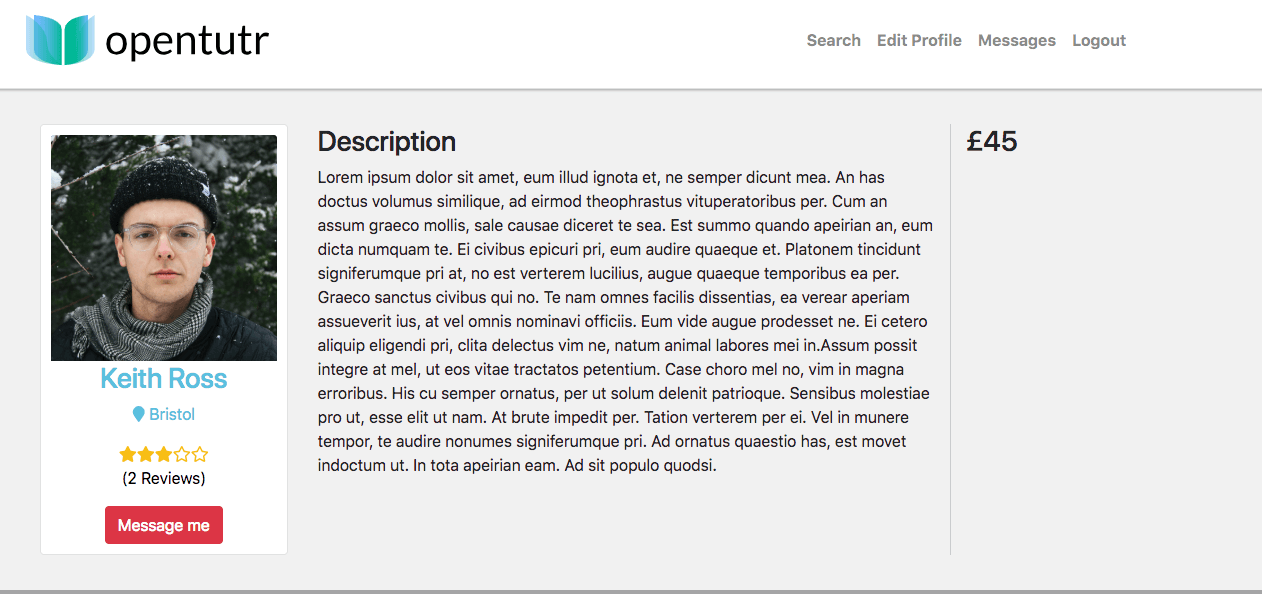 opentutr
Search Edit Profile Messages Logout
Keith Ross
Bristol
(2 Reviews)
Message me
Description
Lorem ipsum dolor sit amet, eum illud ignota et, ne semper dicunt mea. An has
doctus volumus similique, ad eirmod theophrastus vituperatoribus per. Cum an
assum graeco mollis, sale causae diceret te sea. Est summo quando apeirian an, eum
dicta numquam te. Ei civibus epicuri pri, eum audire quaeque et. Platonem tincidunt
signiferumque pri at, no est verterem lucilius, augue quaeque temporibus ea per.
Graeco sanctus civibus qui no. Te nam omnes facilis dissentias, ea verear aperiam
assueverit ius, at vel omnis nominavi officiis. Eum vide augue prodesset ne. Ei cetero
aliquip eligendi pri, clita delectus vim ne, natum animal labores mei in.Assum possit
integre at mel, ut eos vitae tractatos petentium. Case choro mel no, vim in magna
erroribus. His cu semper ornatus, per ut solum delenit patrioque. Sensibus molestiae
pro ut, esse elit ut nam. At brute impedit per. Tation verterem per ei. Vel in munere
tempor, te audire nonumes signiferumque pri. Ad ornatus quaestio has, est movet
indoctum ut. In tota apeirian eam. Ad sit populo quodsi.
£45